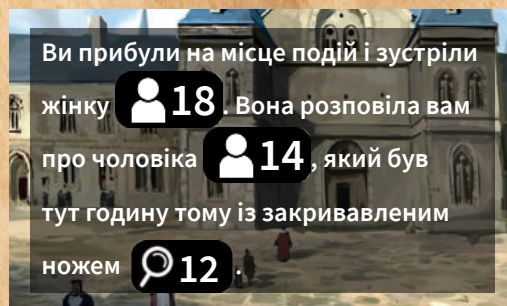 Ви прибули на місце подій і зустріли
жінку 18. Вона розповіла вам
про чоловіка 14, який був
тут годину тому із закривавленим
ножем 12.